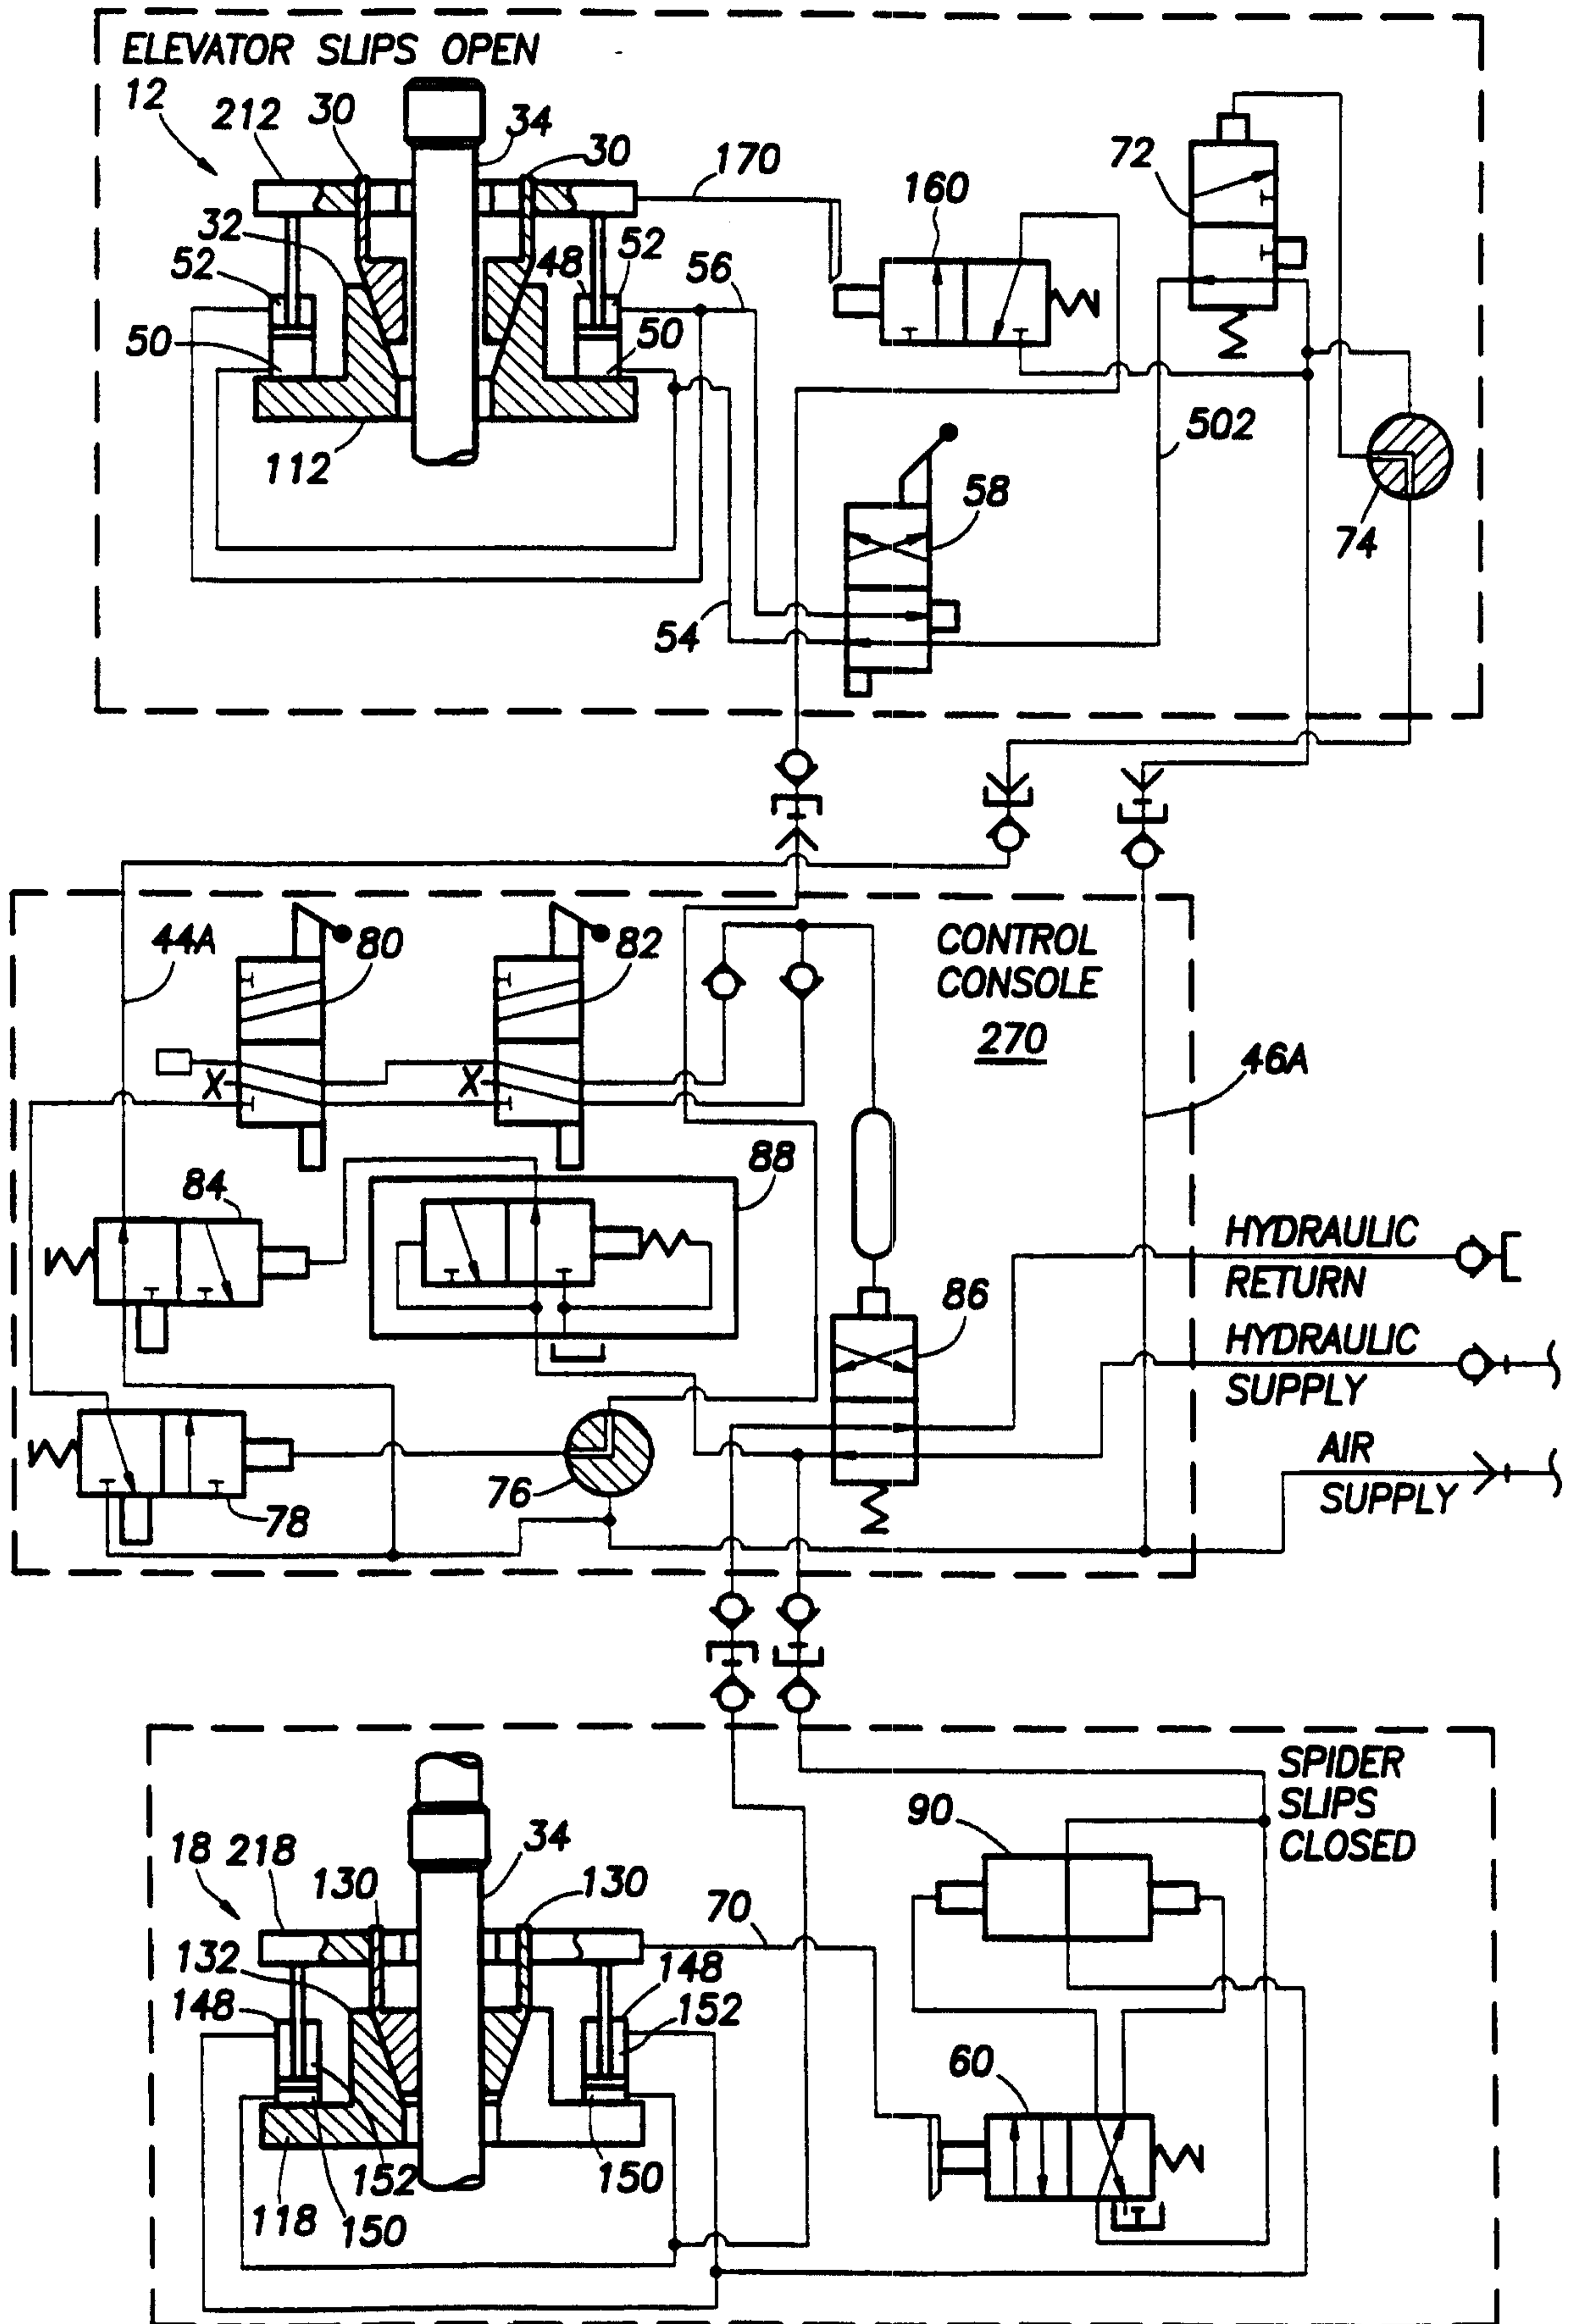 ELEVATOR SLIPS OPEN
12
212
30
34
30
170
160
72
32
52
48
52
56
50
50
112
502
58
74
54
44A
80
82
CONTROL
CONSOLE
270
46A
X
X
88
84
86
HYDRAULIC
RETURN
HYDRAULIC
SUPPLY
AIR
SUPPLY
76
78
SPIDER
SLIPS
CLOSED
90
18
218
130
34
130
70
132
148
148
152
60
152
150
118
150